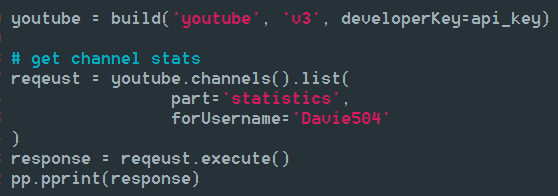 youtube = build('youtube', 'v3', developerKey=api_key)
# get channel stats
reqeust = youtube.channels().list(
part='statistics',
forUsername='Davie504'
)
response = reqeust.execute()
pp.pprint(response)